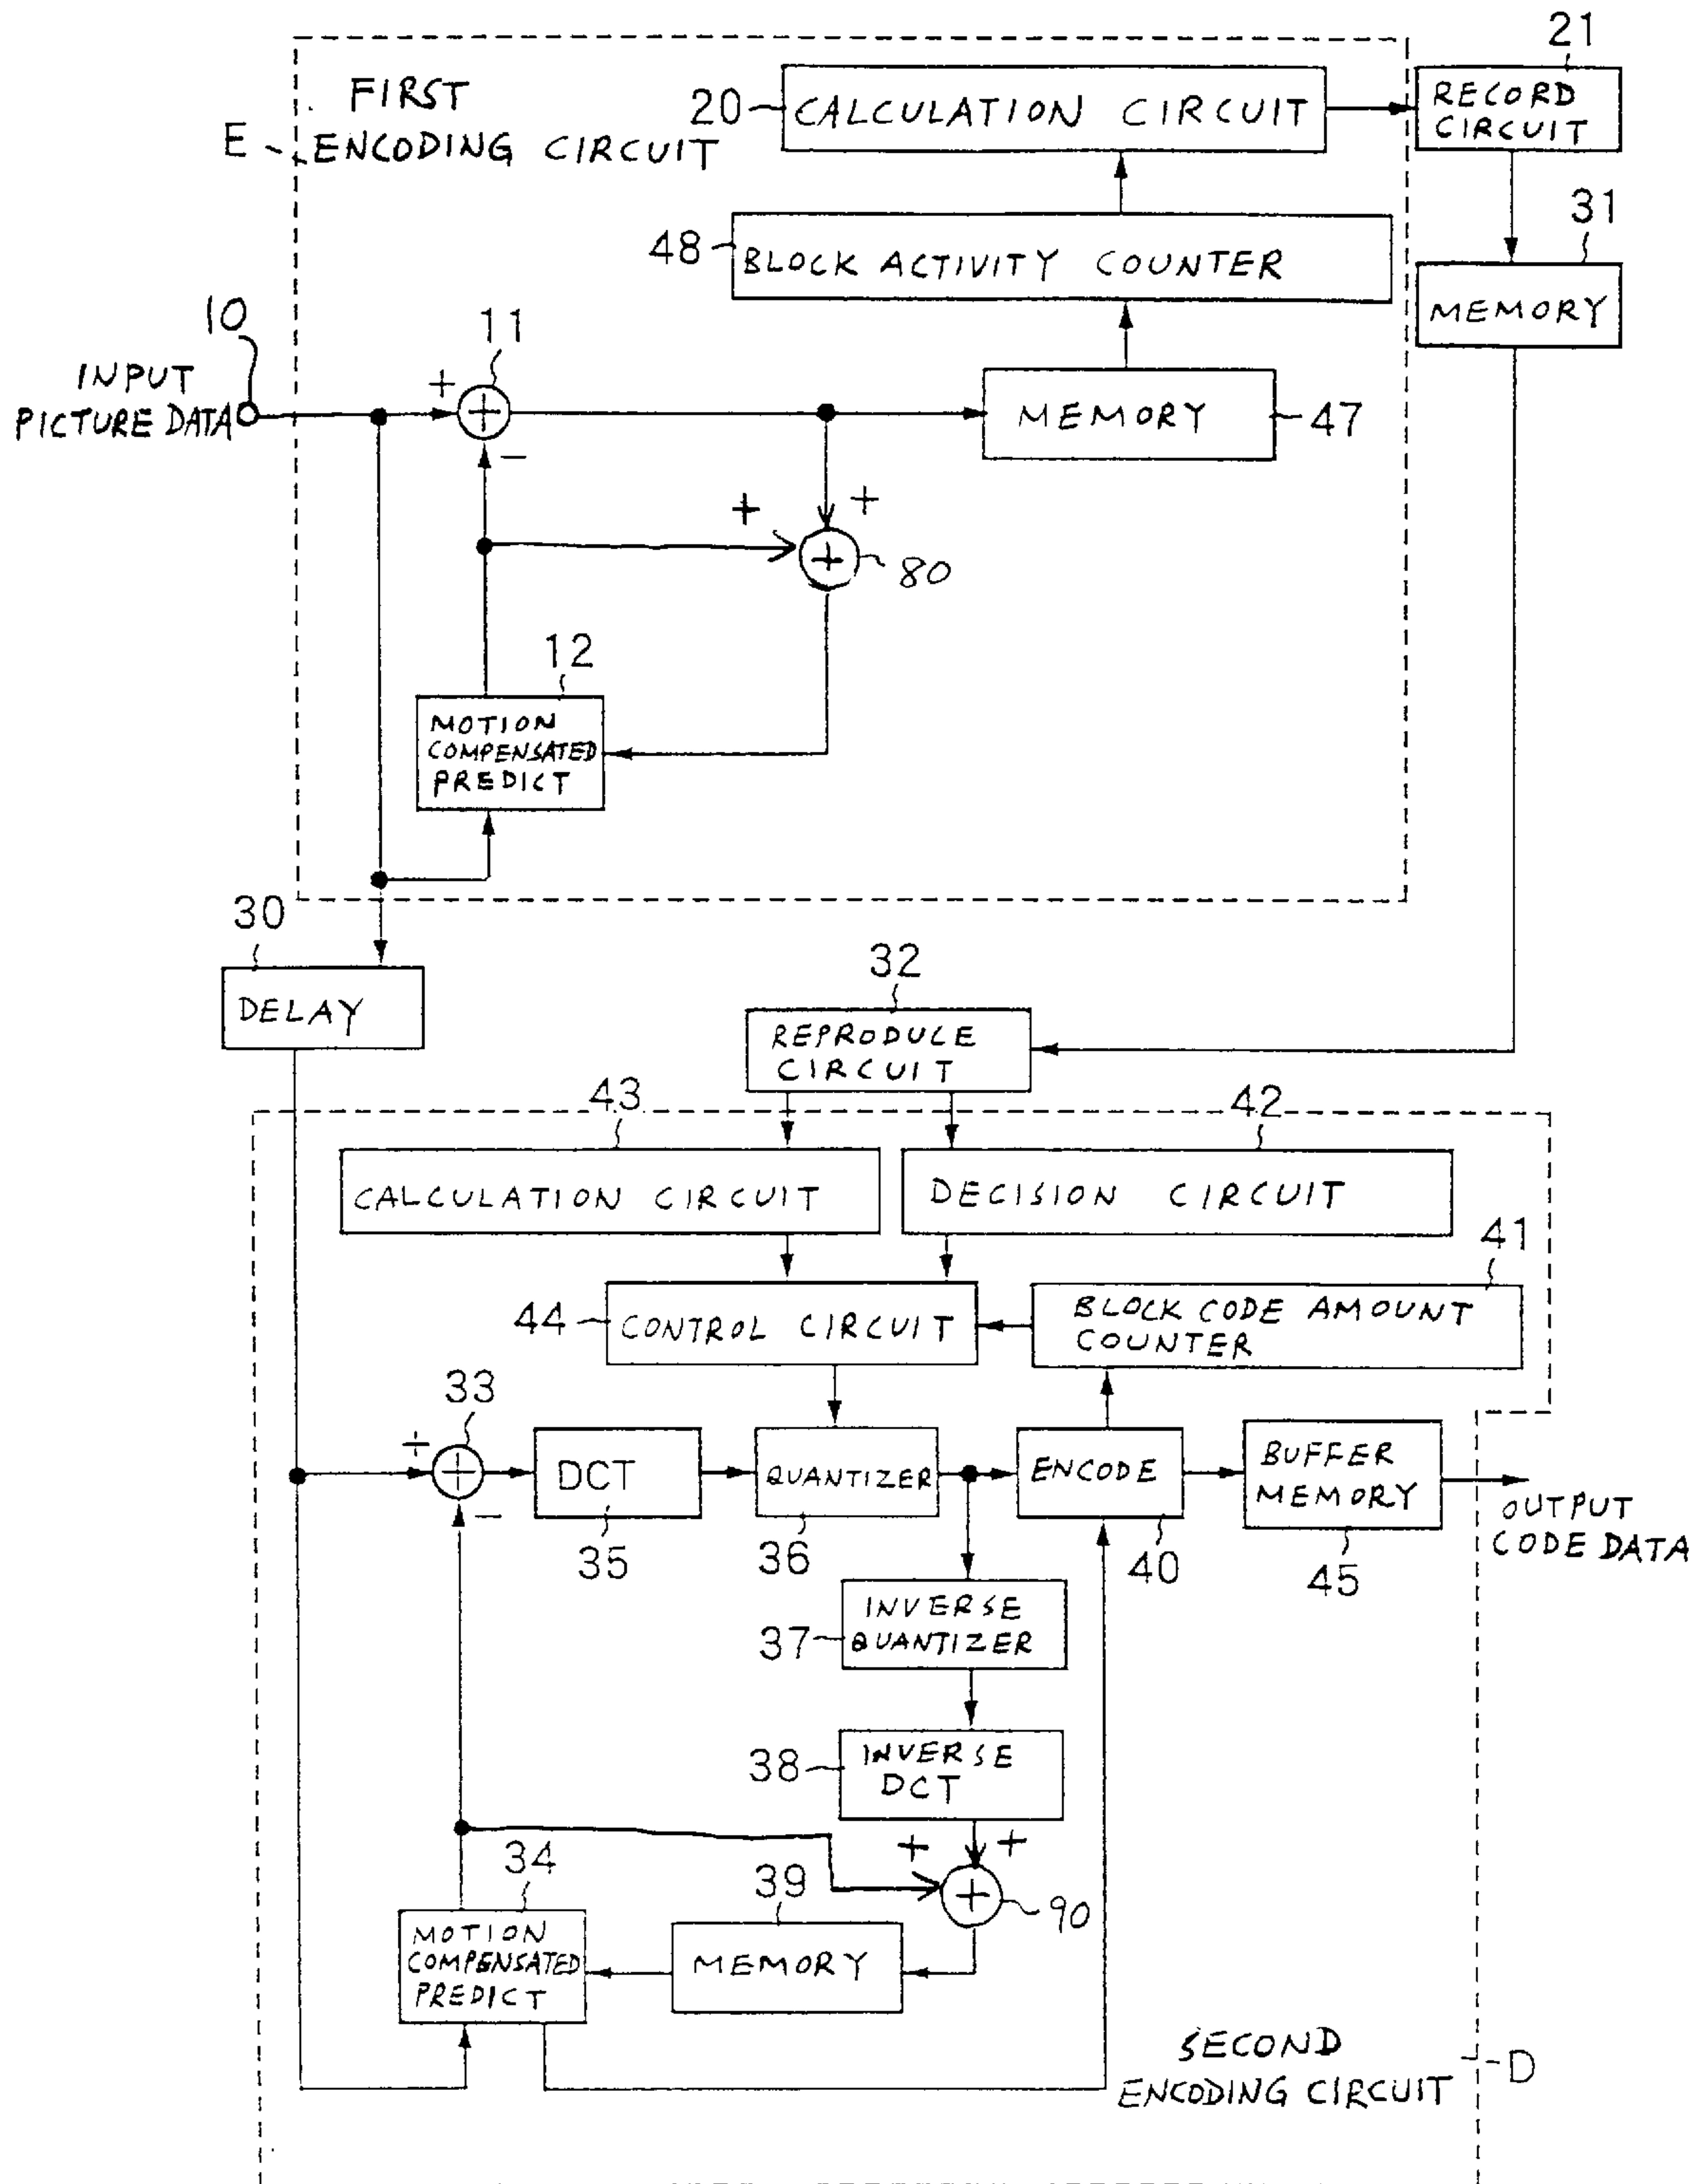 21
FIRST
ENCODING CIRCUIT
E
20
CALCULATION CIRCUIT
RECORD
CIRCUIT
31
48
BLOCK ACTIVITY COUNTER
MEMORY
10
11
INPUT
PICTURE DATA
+
+
−
MEMORY
47
+
+
+
80
12
MOTION
COMPENSATED
PREDICT
30
DELAY
32
REPRODUCE
CIRCUIT
43
42
CALCULATION CIRCUIT
DECISION CIRCUIT
41
44
CONTROL CIRCUIT
BLOCK CODE AMOUNT
COUNTER
33
+
+
−
DCT
35
QUANTIZER
36
ENCODE
40
BUFFER
MEMORY
45
OUTPUT
CODE DATA
INVERSE
QUANTIZER
37
38
INVERSE
DCT
+
+
+
90
34
39
MOTION
COMPENSATED
PREDICT
MEMORY
SECOND
ENCODING CIRCUIT
D